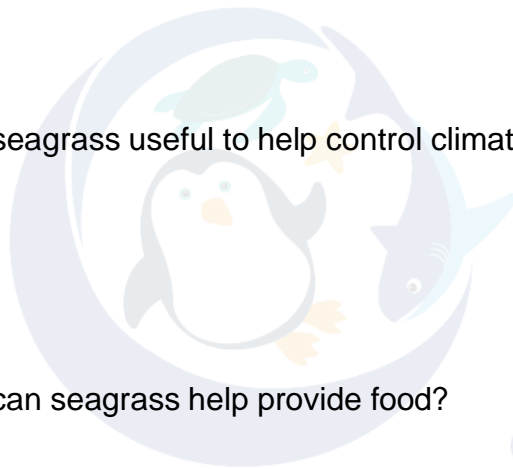 seagrass useful to help control climat
can seagrass help provide food?